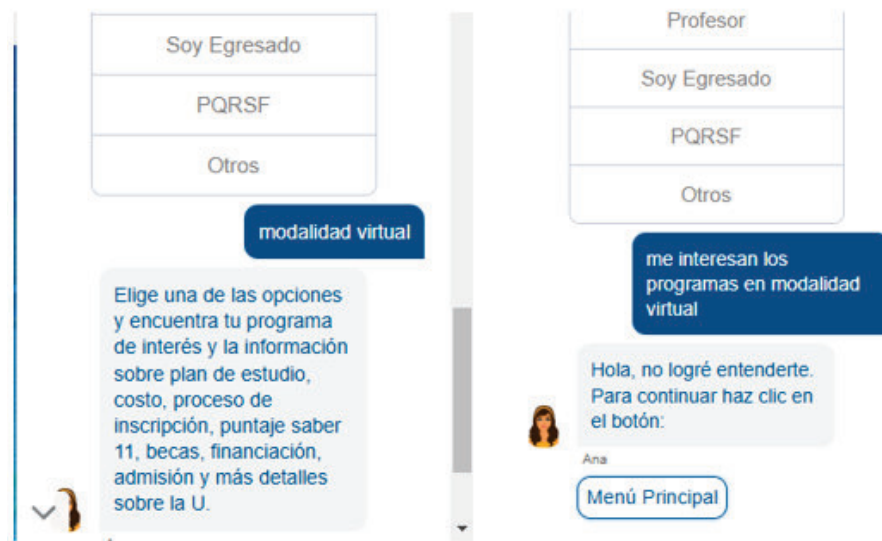 Soy Egresado
PQRSF
Otros
modalidad virtual
Elige una de las opciones
y encuentra tu programa
de interés y la información
sobre plan de estudio,
costo, proceso de
inscripción, puntaje saber
11, becas, financiación,
admisión y más detalles
sobre la U.
Profesor
Soy Egresado
PQRSF
Otros
me interesan los
programas en modalidad
virtual
Hola, no logré entenderte.
Para continuar haz clic en
el botón:
Ana
Menú Principal